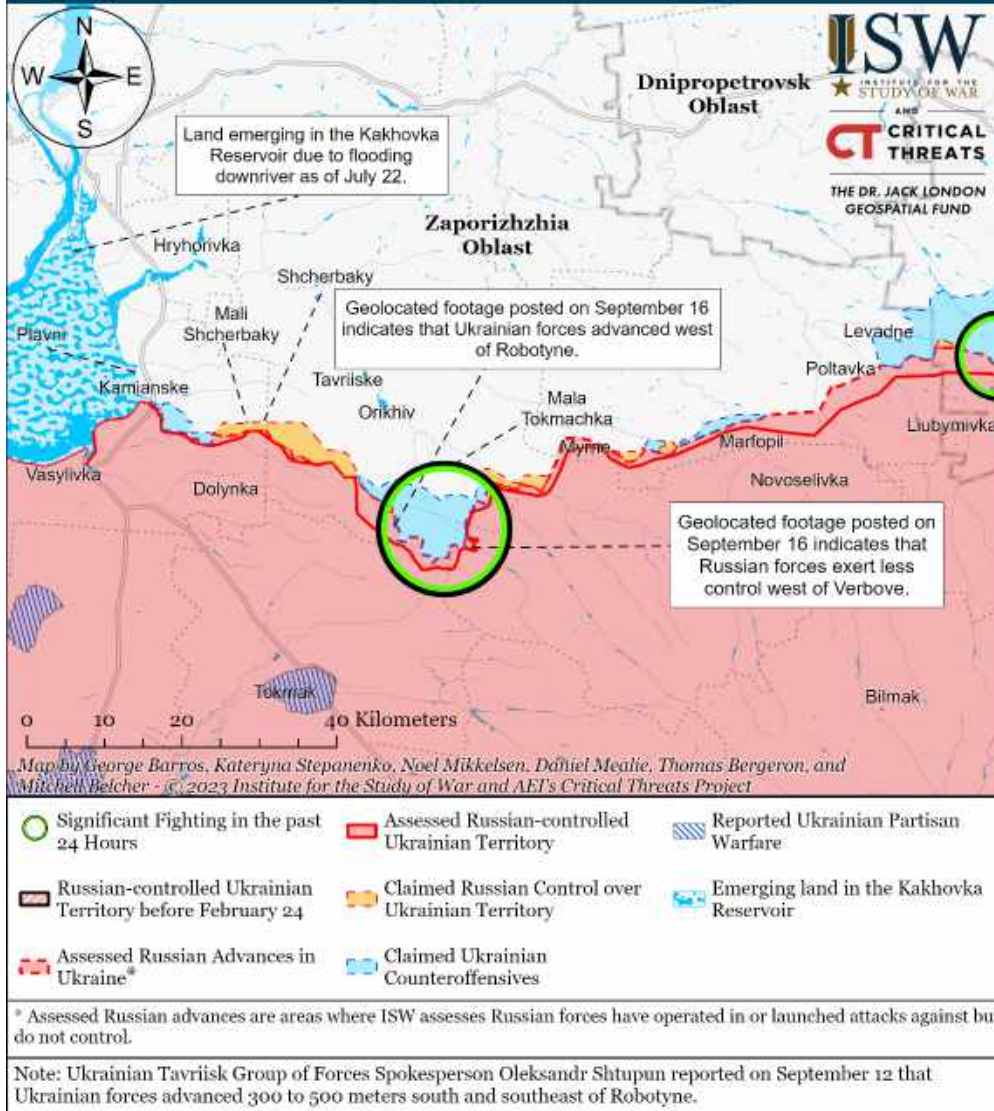 N
W E
S
ISW
INSTITUTE FOR THE
STUDY OF WAR
AND
CT CRITICAL
THREATS
THE DR. JACK LONDON
GEOSPATIAL FUND
Dnipropetrovsk
Oblast
Land emerging in the Kakhovka
Reservoir due to flooding
downriver as of July 22.
Zaporizhzhia
Oblast
Hryhorivka
Shcherbaky
Geolocated footage posted on September 16
indicates that Ukrainian forces advanced west
of Robotyne.
Mali
Shcherbaky
Plavni
Levadne
Poltavka
Kamianske
Tavriiske
Orikhiv
Mala
Tokmachka
Myrne
Marfopil
Liubymivka
Vasylivka
Dolynka
Novoselivka
Geolocated footage posted on
September 16 indicates that
Russian forces exert less
control west of Verbove.
Tokmak
Bilmak
0 10 20 40 Kilometers
Map by George Barros, Kateryna Stepanenko, Noel Mikkelsen, Daniel Mealie, Thomas Bergeron, and
Mitchell Belcher - © 2023 Institute for the Study of War and AEI's Critical Threats Project
Significant Fighting in the past
24 Hours
Assessed Russian-controlled
Ukrainian Territory
Reported Ukrainian Partisan
Warfare
Russian-controlled Ukrainian
Territory before February 24
Claimed Russian Control over
Ukrainian Territory
Emerging land in the Kakhovka
Reservoir
Assessed Russian Advances in
Ukraine*
Claimed Ukrainian
Counteroffensives
* Assessed Russian advances are areas where ISW assesses Russian forces have operated in or launched attacks against bu
do not control.
Note: Ukrainian Tavriisk Group of Forces Spokesperson Oleksandr Shtupun reported on September 12 that
Ukrainian forces advanced 300 to 500 meters south and southeast of Robotyne.